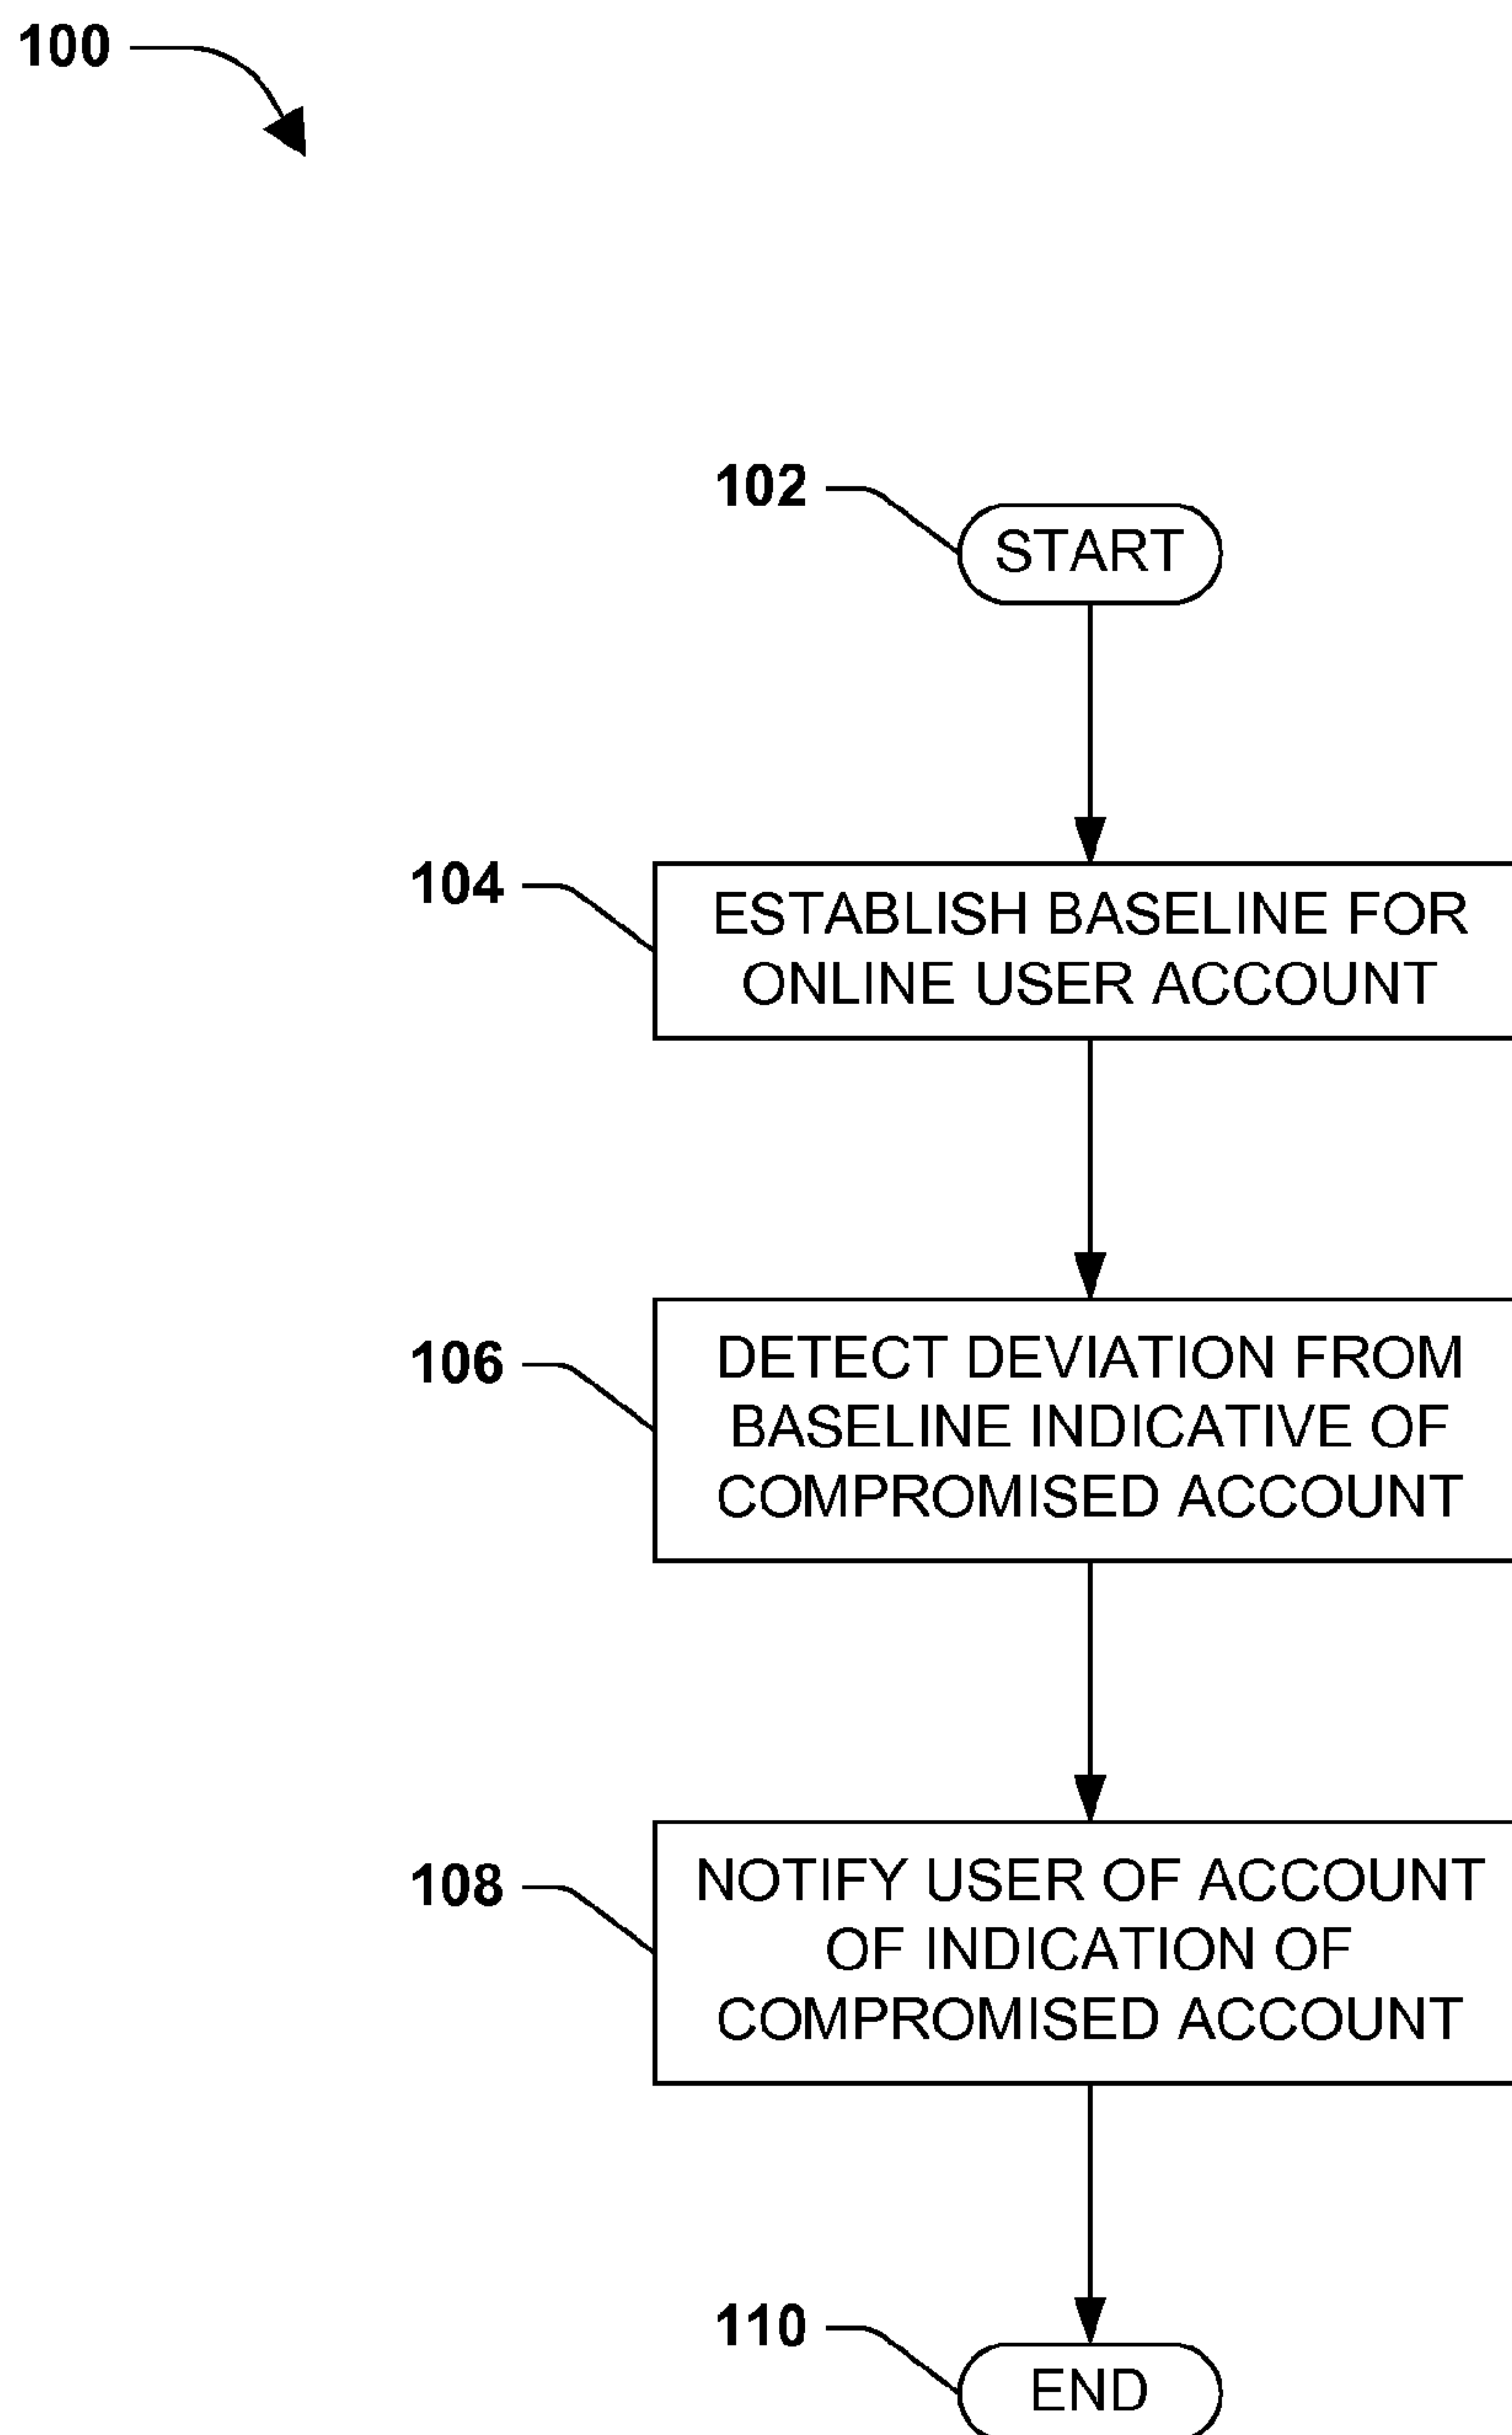 100
102
START
104
ESTABLISH BASELINE FOR
ONLINE USER ACCOUNT
106
DETECT DEVIATION FROM
BASELINE INDICATIVE OF
COMPROMISED ACCOUNT
108
NOTIFY USER OF ACCOUNT
OF INDICATION OF
COMPROMISED ACCOUNT
110
END